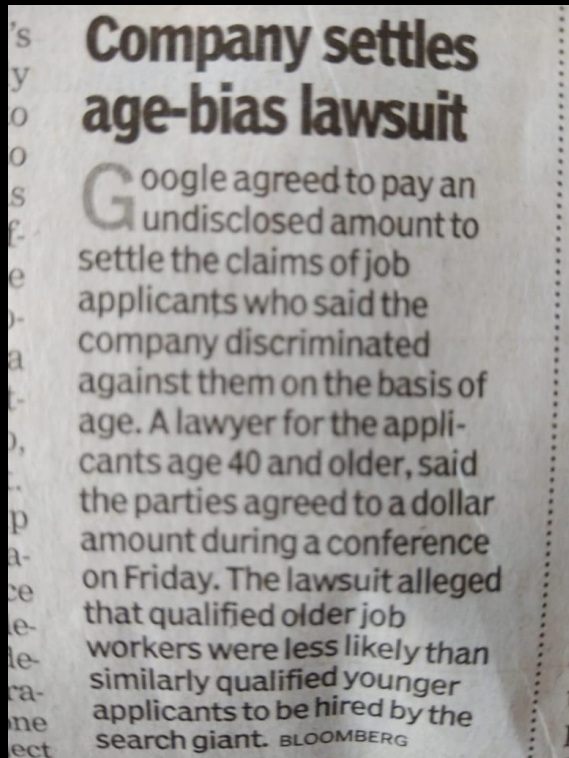 Company settles
age-bias lawsuit
Google agreed to pay an
undisclosed amount to
settle the claims of job
applicants who said the
company discriminated
against them on the basis of
age. A lawyer for the appli-
cants age 40 and older, said
the parties agreed to a dollar
amount during a conference
on Friday. The lawsuit alleged
that qualified older job
workers were less likely than
similarly qualified younger
applicants to be hired by the
search giant. BLOOMBERG